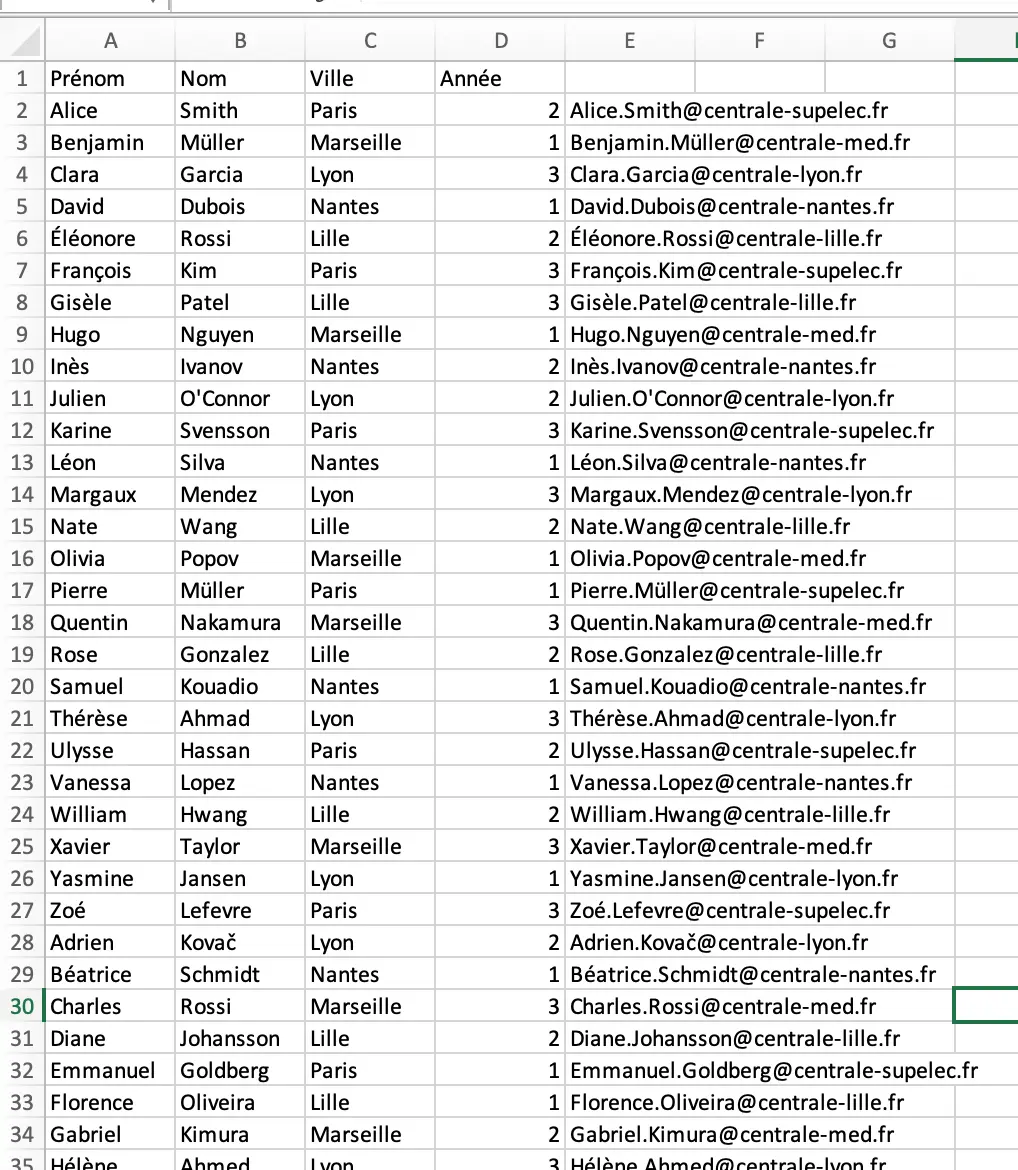 A B C D E F G
1 Prénom Nom Ville Année
2 Alice Smith Paris 2 Alice.Smith@centrale-supelec.fr
3 Benjamin Müller Marseille 1 Benjamin.Müller@centrale-med.fr
4 Clara Garcia Lyon 3 Clara.Garcia@centrale-lyon.fr
5 David Dubois Nantes 1 David.Dubois@centrale-nantes.fr
6 Éléonore Rossi Lille 2 Éléonore.Rossi@centrale-lille.fr
7 François Kim Paris 3 François.Kim@centrale-supelec.fr
8 Gisèle Patel Lille 3 Gisèle.Patel@centrale-lille.fr
9 Hugo Nguyen Marseille 1 Hugo.Nguyen@centrale-med.fr
10 Inès Ivanov Nantes 2 Inès.Ivanov@centrale-nantes.fr
11 Julien O'Connor Lyon 2 Julien.O'Connor@centrale-lyon.fr
12 Karine Svensson Paris 3 Karine.Svensson@centrale-supelec.fr
13 Léon Silva Nantes 1 Léon.Silva@centrale-nantes.fr
14 Margaux Mendez Lyon 3 Margaux.Mendez@centrale-lyon.fr
15 Nate Wang Lille 2 Nate.Wang@centrale-lille.fr
16 Olivia Popov Marseille 1 Olivia.Popov@centrale-med.fr
17 Pierre Müller Paris 1 Pierre.Müller@centrale-supelec.fr
18 Quentin Nakamura Marseille 3 Quentin.Nakamura@centrale-med.fr
19 Rose Gonzalez Lille 2 Rose.Gonzalez@centrale-lille.fr
20 Samuel Kouadio Nantes 1 Samuel.Kouadio@centrale-nantes.fr
21 Thérèse Ahmad Lyon 3 Thérèse.Ahmad@centrale-lyon.fr
22 Ulysse Hassan Paris 2 Ulysse.Hassan@centrale-supelec.fr
23 Vanessa Lopez Nantes 1 Vanessa.Lopez@centrale-nantes.fr
24 William Hwang Lille 2 William.Hwang@centrale-lille.fr
25 Xavier Taylor Marseille 3 Xavier.Taylor@centrale-med.fr
26 Yasmine Jansen Lyon 1 Yasmine.Jansen@centrale-lyon.fr
27 Zoé Lefevre Paris 3 Zoé.Lefevre@centrale-supelec.fr
28 Adrien Kovač Lyon 2 Adrien.Kovač@centrale-lyon.fr
29 Béatrice Schmidt Nantes 1 Béatrice.Schmidt@centrale-nantes.fr
30 Charles Rossi Marseille 3 Charles.Rossi@centrale-med.fr
31 Diane Johansson Lille 2 Diane.Johansson@centrale-lille.fr
32 Emmanuel Goldberg Paris 1 Emmanuel.Goldberg@centrale-supelec.fr
33 Florence Oliveira Lille 1 Florence.Oliveira@centrale-lille.fr
34 Gabriel Kimura Marseille 2 Gabriel.Kimura@centrale-med.fr
35 Hélène Ahmed Lyon 3 Hélène.Ahmed@centrale-lyon.fr